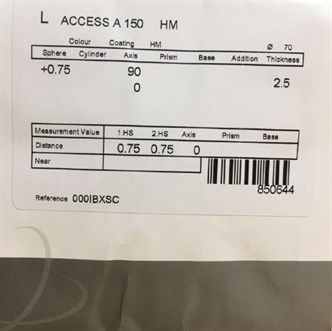 L ACCESS A 150 HM
Colour Coating HM ø 70
Sphere Cylinder Axis Prism Base Addition Thickness
+0.75 90
0 2.5
Measurement Value 1.HS 2.HS Axis Prism Base
Distance 0.75 0.75 0
Near
850644
Reference 000IBXSC